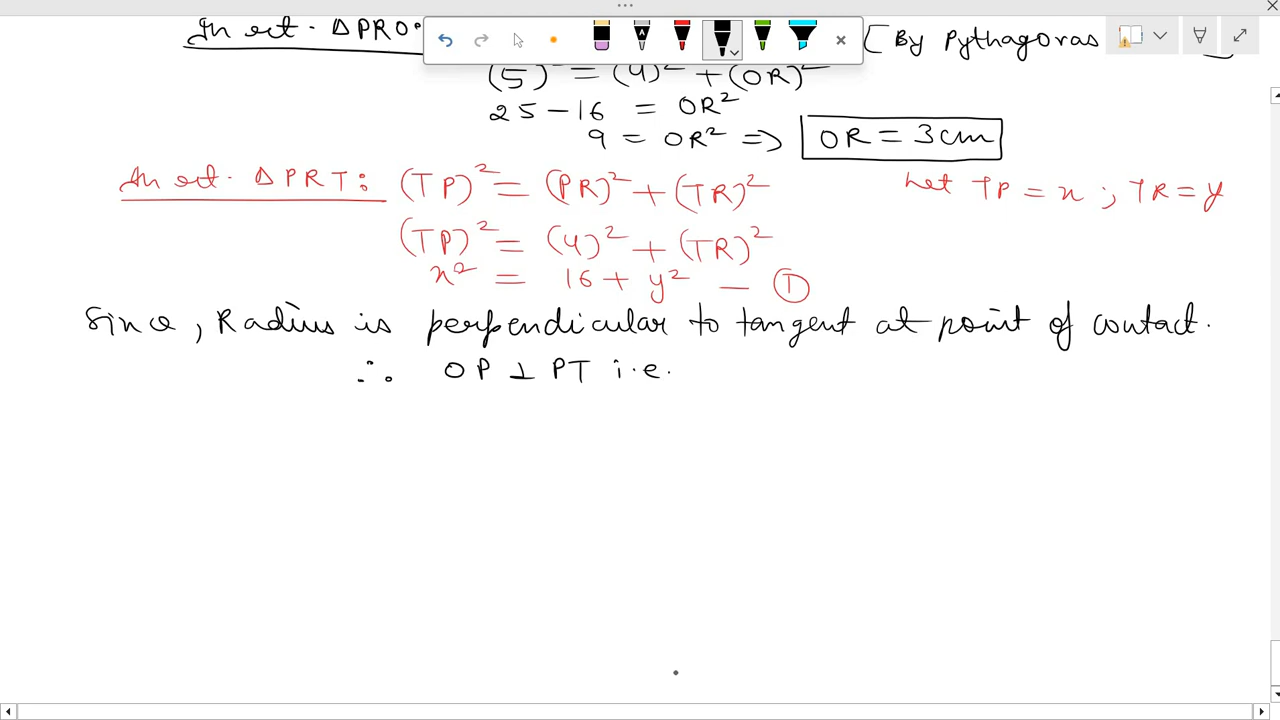 In rt. ΔPRO: [By Pythagoras
(5)² = (4)² + (OR)²
25 - 16 = OR²
9 = OR² => OR = 3cm
In rt. ΔPRT: (TP)² = (PR)² + (TR)² Let TP = x ; TR = y
(TP)² = (4)² + (TR)²
x² = 16 + y² - ①
Since, Radius is perpendicular to tangent at point of contact.
∴ OP ⊥ PT i.e.